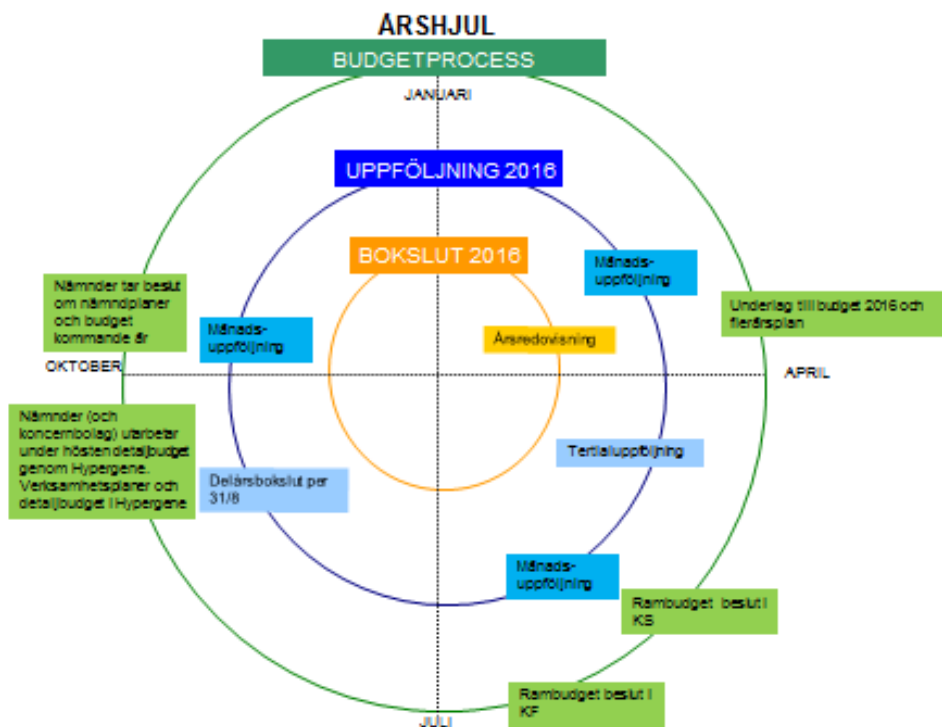 ÅRSHJUL
BUDGETPROCESS
JANUARI
UPPFÖLJNING 2016
BOKSLUT 2016
Månads-
uppföljning
Nämnder tar beslut
om nämndplaner
och budget
kommande år
Underlag till budget 2016 och
flerårsplan
Månads-
uppföljning
Årsredovisning
OKTOBER
APRIL
Nämnder (och
koncernbolag) utarbetar
under hösten detaljbudget
genom Hypergene.
Verksamhetsplaner och
detaljbudget i Hypergene
Tertialuppföljning
Delårsbokslut per
31/8
Månads-
uppföljning
Rambudget beslut i
KS
Rambudget beslut i
KF
JULI